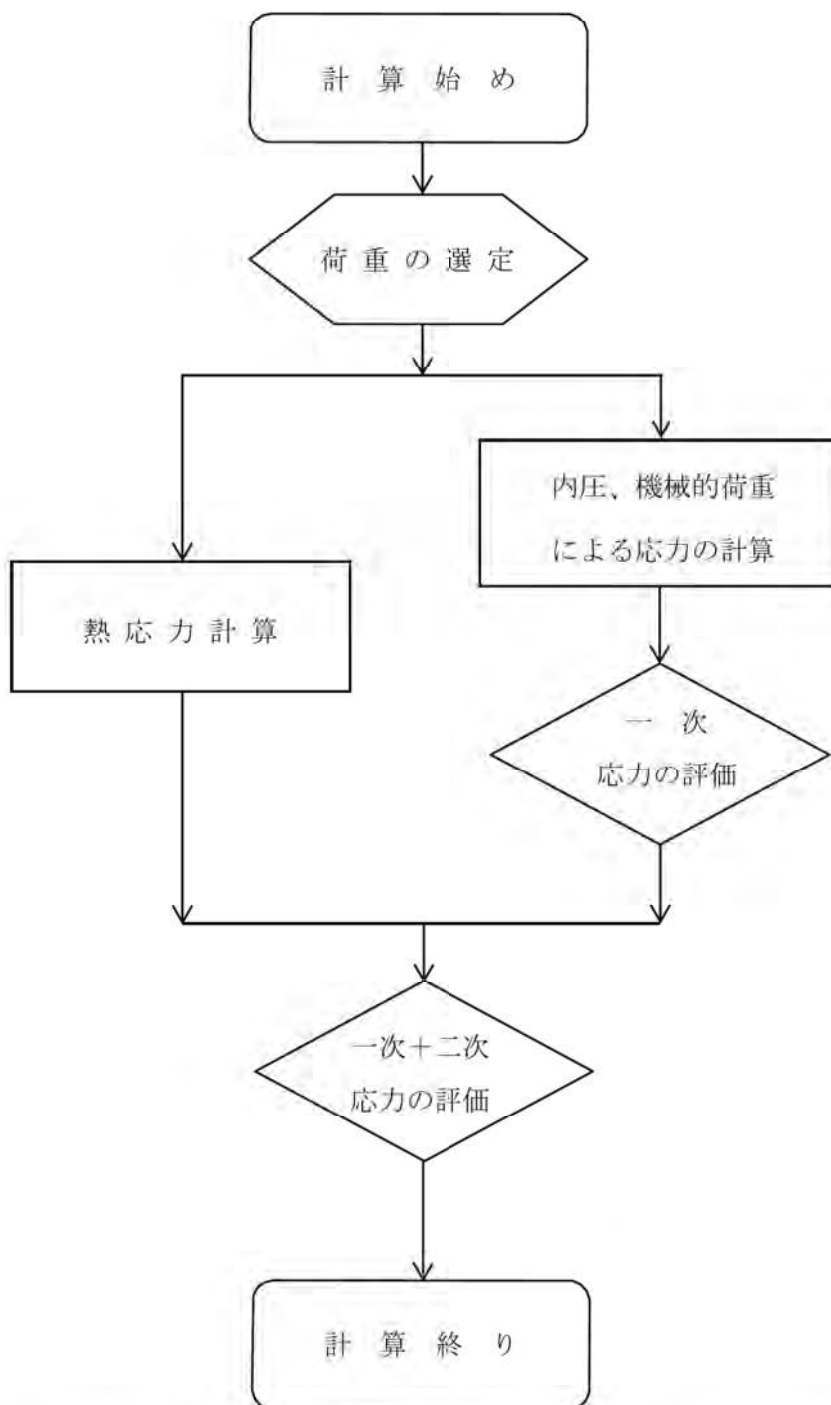 計算始め
荷重の選定
内圧、機械的荷重
による応力の計算
熱応力計算
一次
応力の評価
一次＋二次
応力の評価
計算終り